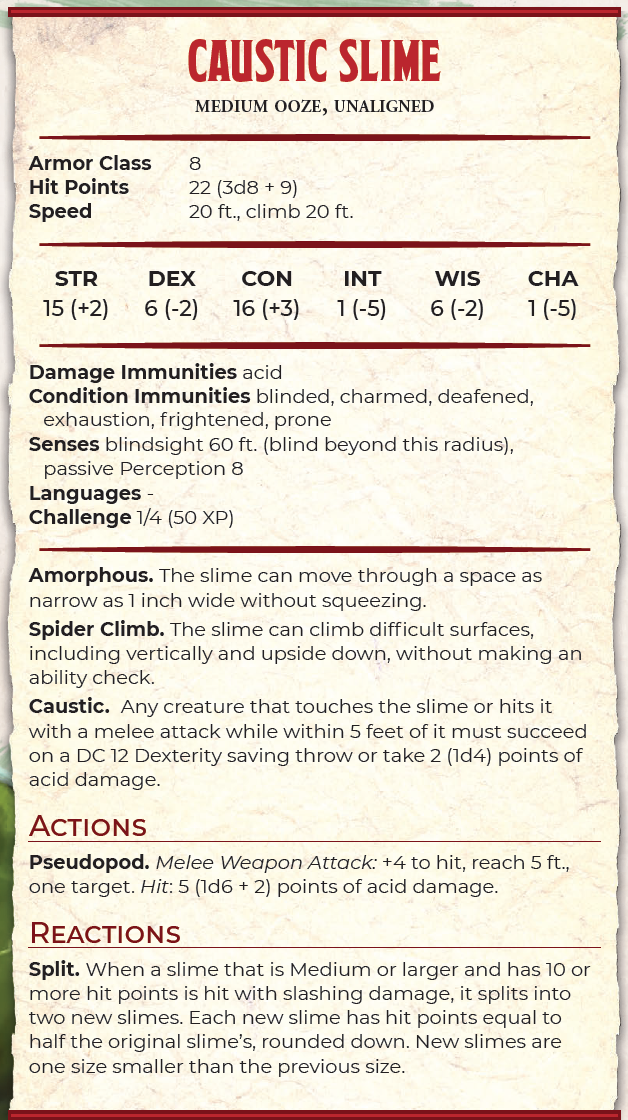 CAUSTIC SLIME
MEDIUM OOZE, UNALIGNED
Armor Class 8
Hit Points 22 (3d8 + 9)
Speed 20 ft., climb 20 ft.
STR DEX CON INT WIS CHA
15 (+2) 6 (-2) 16 (+3) 1 (-5) 6 (-2) 1 (-5)
Damage Immunities acid
Condition Immunities blinded, charmed, deafened,
exhaustion, frightened, prone
Senses blindsight 60 ft. (blind beyond this radius),
passive Perception 8
Languages -
Challenge 1/4 (50 XP)
Amorphous. The slime can move through a space as
narrow as 1 inch wide without squeezing.
Spider Climb. The slime can climb difficult surfaces,
including vertically and upside down, without making an
ability check.
Caustic. Any creature that touches the slime or hits it
with a melee attack while within 5 feet of it must succeed
on a DC 12 Dexterity saving throw or take 2 (1d4) points of
acid damage.
ACTIONS
Pseudopod. Melee Weapon Attack: +4 to hit, reach 5 ft.,
one target. Hit: 5 (1d6 + 2) points of acid damage.
REACTIONS
Split. When a slime that is Medium or larger and has 10 or
more hit points is hit with slashing damage, it splits into
two new slimes. Each new slime has hit points equal to
half the original slime's, rounded down. New slimes are
one size smaller than the previous size.